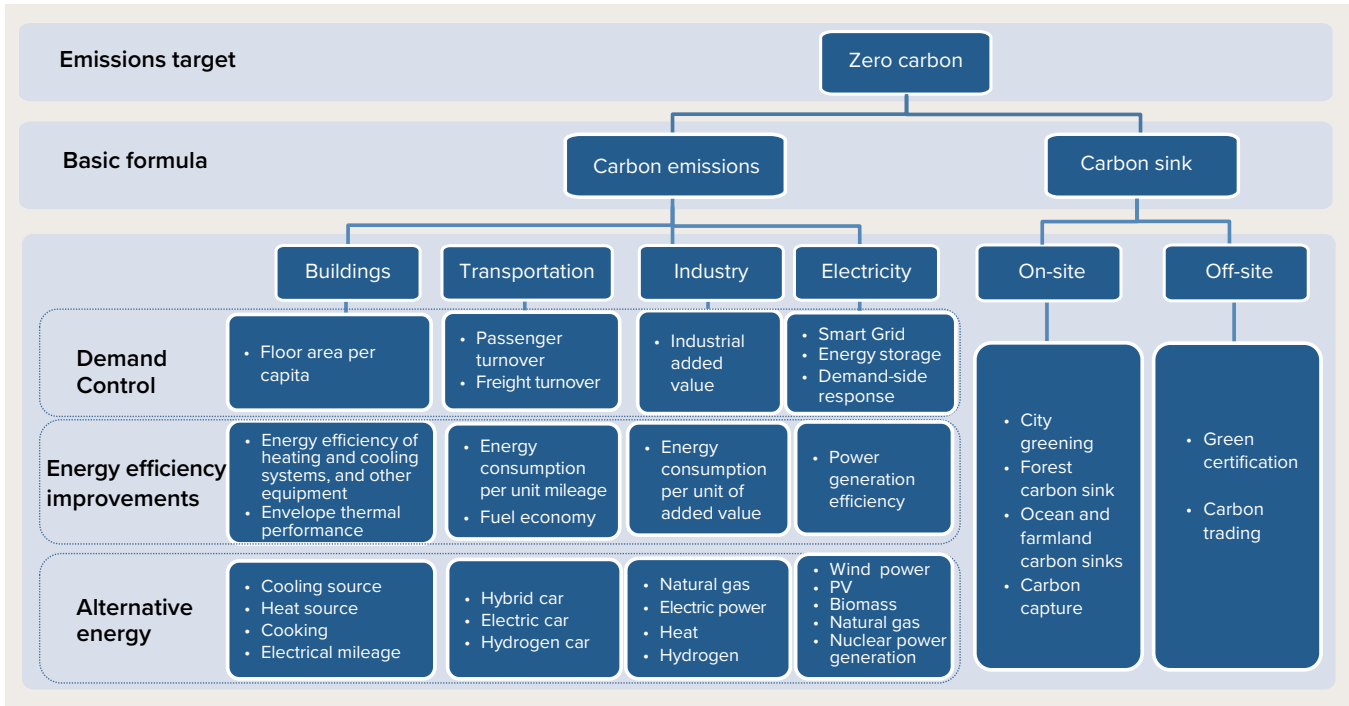 Emissions target
Zero carbon
Basic formula
Carbon emissions
Carbon sink
Buildings
Transportation
Industry
Electricity
On-site
Off-site
Demand
Control
• Floor area per
capita
• Passenger
turnover
• Freight turnover
• Industrial
added
value
• Smart Grid
• Energy storage
• Demand-side
response
Energy efficiency
improvements
• Energy efficiency of
heating and cooling
systems, and other
equipment
• Envelope thermal
performance
• Energy
consumption
per unit mileage
• Fuel economy
• Energy
consumption
per unit of
added value
• Power
generation
efficiency
Alternative
energy
• Cooling source
• Heat source
• Cooking
• Electrical mileage
• Hybrid car
• Electric car
• Hydrogen car
• Natural gas
• Electric power
• Heat
• Hydrogen
• Wind power
• PV
• Biomass
• Natural gas
• Nuclear power
generation
• City
greening
• Forest
carbon sink
• Ocean and
farmland
carbon sinks
• Carbon
capture
• Green
certification
• Carbon
trading